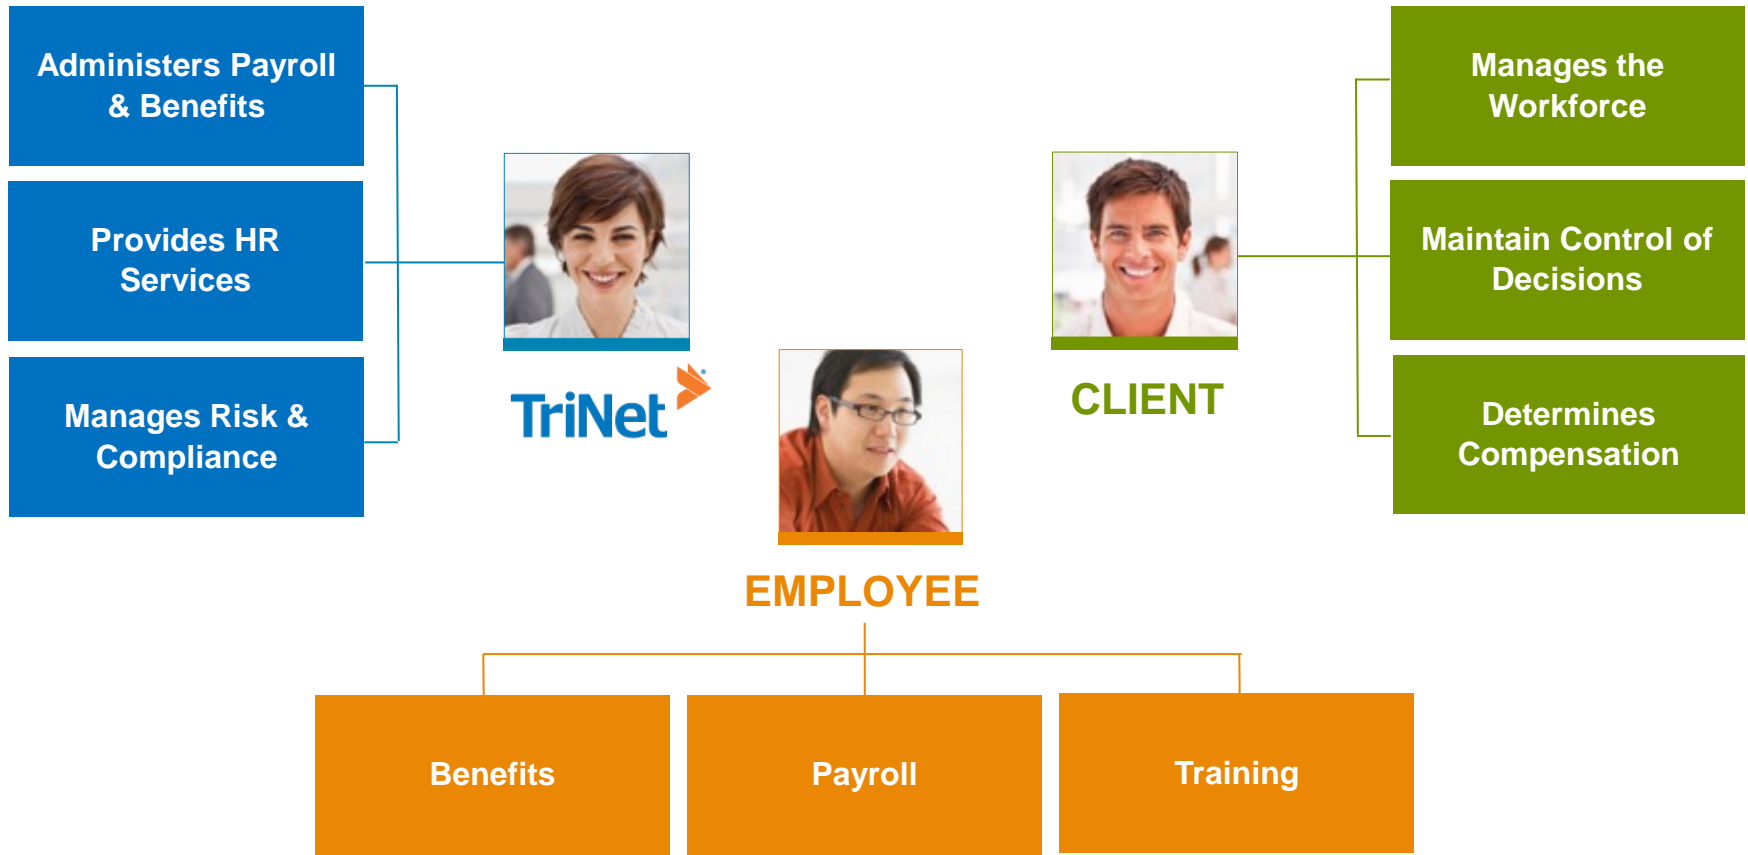 Administers Payroll
& Benefits
Provides HR
Services
Manages Risk &
Compliance
TriNet
EMPLOYEE
CLIENT
Manages the
Workforce
Maintain Control of
Decisions
Determines
Compensation
Benefits
Payroll
Training